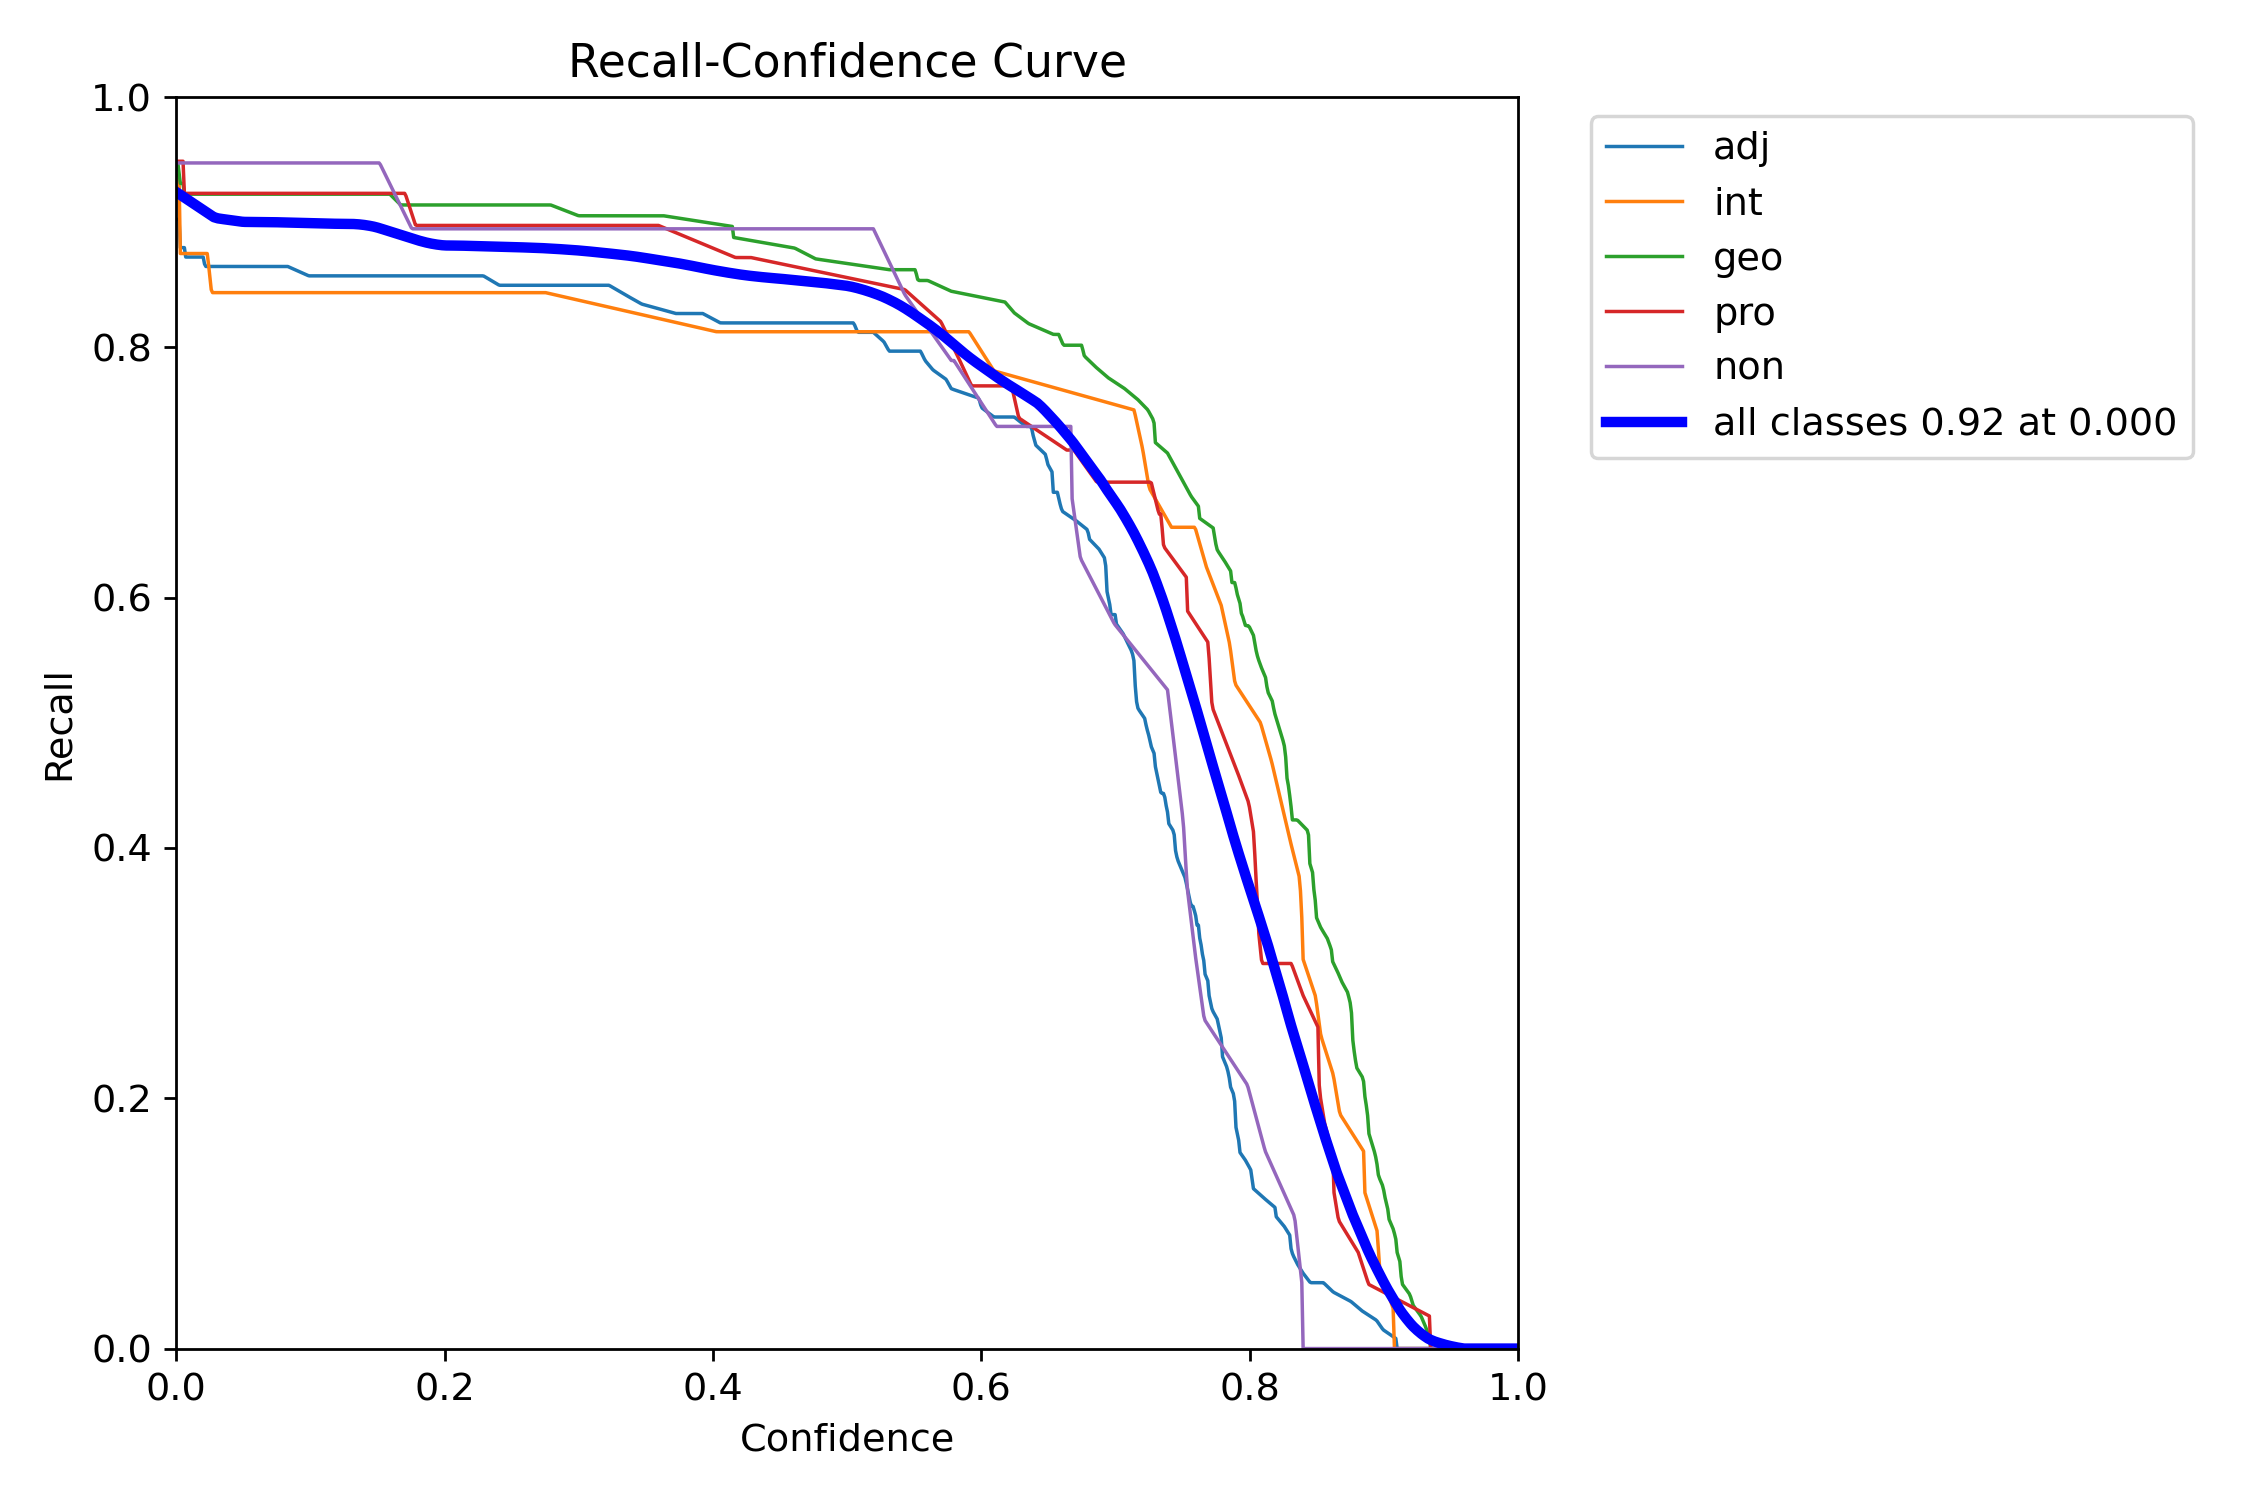 Recall-Confidence Curve
1.0
0.8
0.6
0.4
0.2
0.0
Recall
0.0 0.2 0.4 0.6 0.8 1.0
Confidence
adj
int
geo
pro
non
all classes 0.92 at 0.000